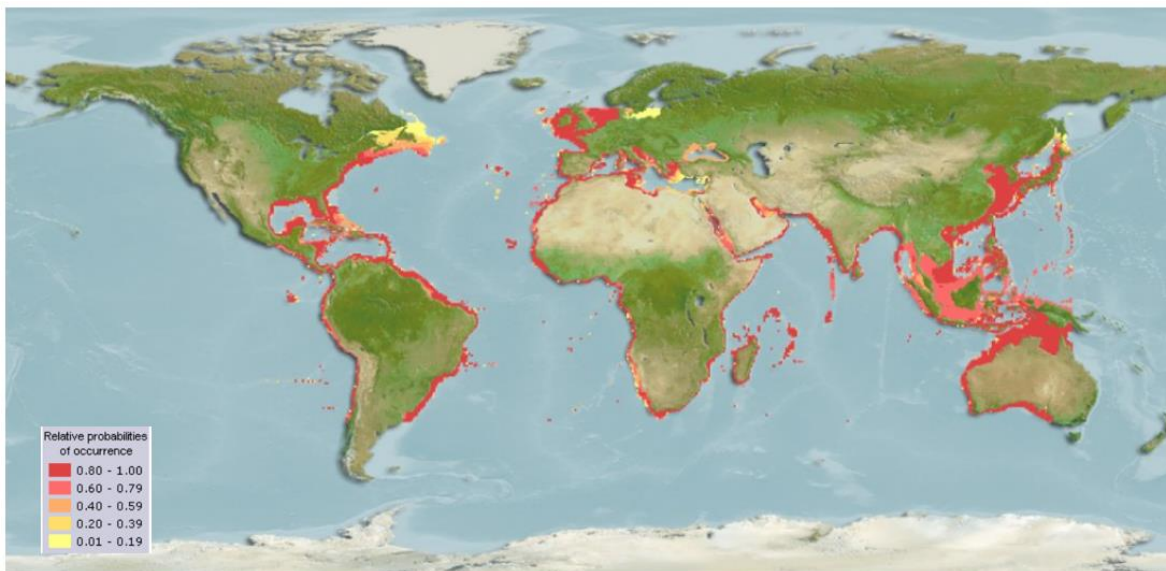 Relative probabilities
of occurrence
0.80 - 1.00
0.60 - 0.79
0.40 - 0.59
0.20 - 0.39
0.01 - 0.19